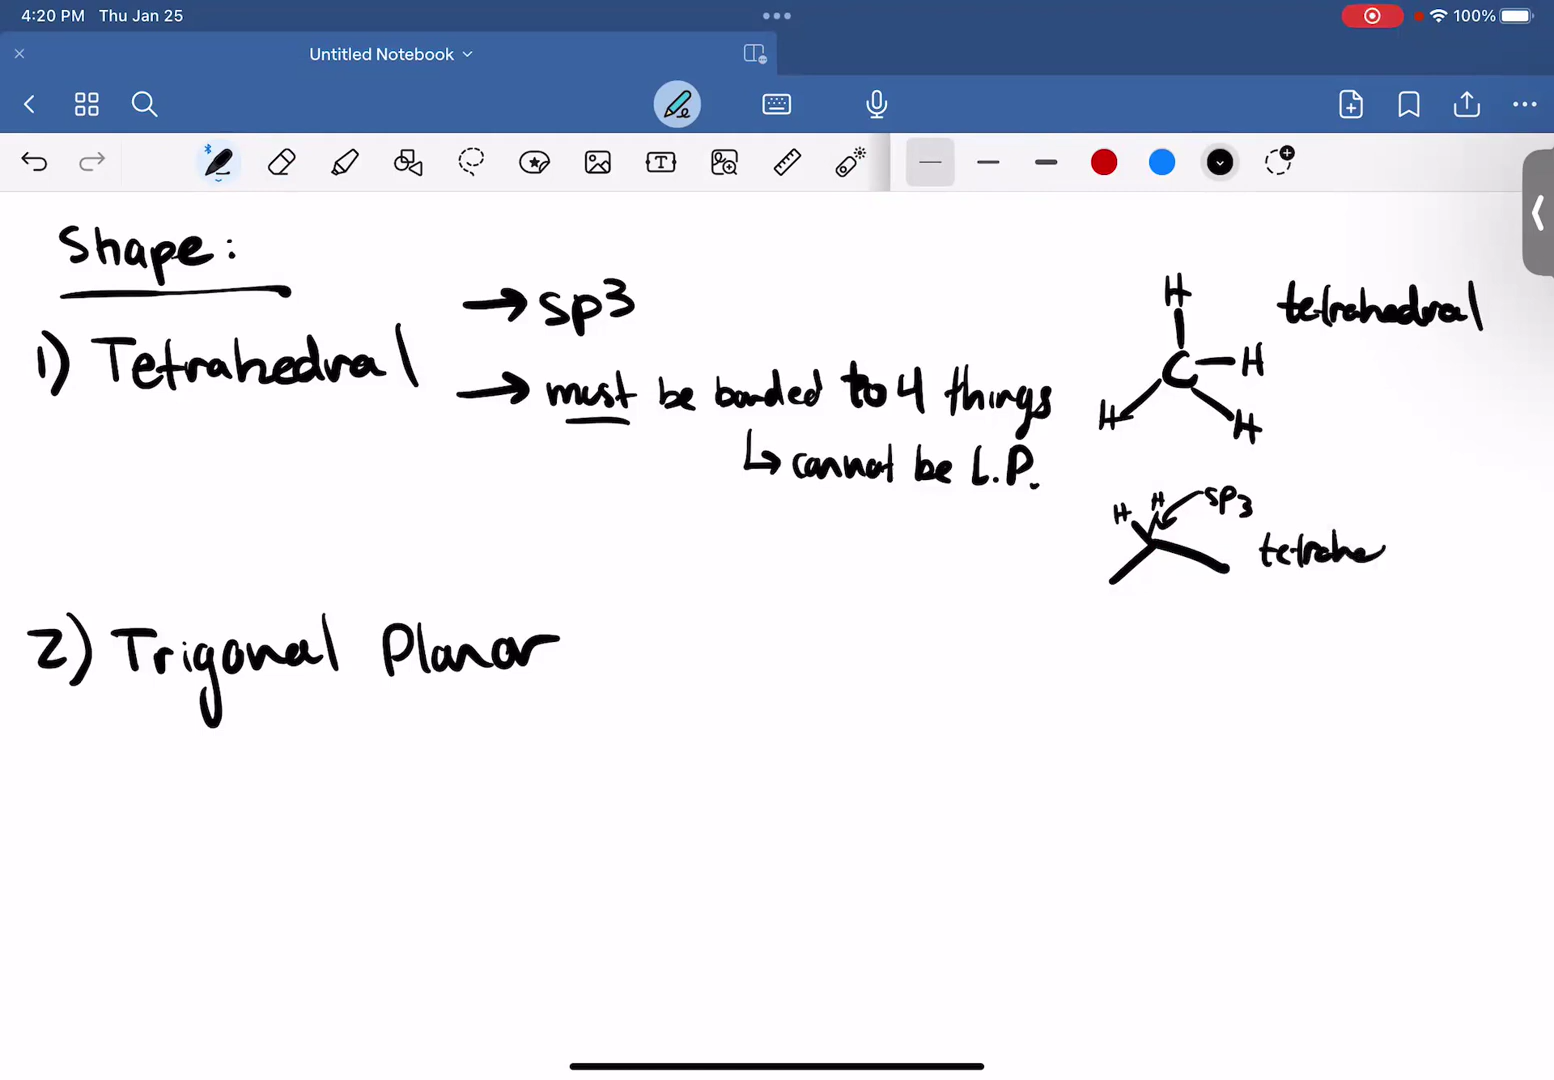 4:20 PM Thu Jan 25
100%
Untitled Notebook
Shape:
→ sp3
1) Tetrahedral
→ must be bonded to 4 things
↳ cannot be L.P.
H
tetrahedral
C H
H H
H H sp3
tetrahe
2) Trigonal Planar